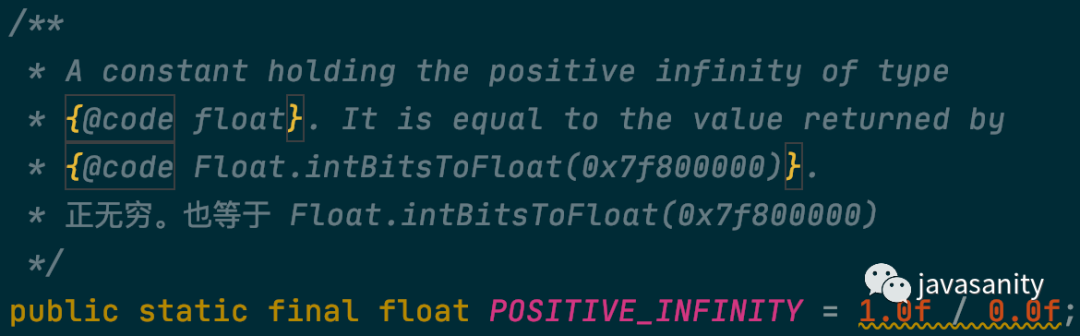 /**
* A constant holding the positive infinity of type
* {@code float}. It is equal to the value returned by
* {@code Float.intBitsToFloat(0x7f800000)}.
* 正无穷。也等于 Float.intBitsToFloat(0x7f800000)
*/
javasanity
public static final float POSITIVE_INFINITY = 1.0f / 0.0f;